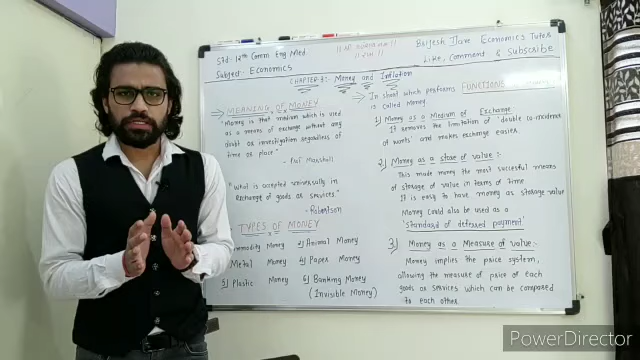 Std: 12th Comm Eng Med.
Subject: Economics
Brijesh Economics Tutor
Like, Comment & Subscribe
CHAPTER-3:- Money and Inflation
MEANING OF MONEY
"Money is that medium which is used
as a means of exchange without any
doubt or investigation regardless of
time or place"
- Prof Marshall
"What is accepted universally in
exchange of goods or services."
- Robertson
TYPES OF MONEY
Money 2) Animal Money
Metal Money 4) Paper Money
5) Plastic Money 6) Banking Money
(Invisible Money)
In short which performs FUNCTIONS
is called Money.
1) Money as a Medium of Exchange
It removes the limitation of 'double co-incidence
of wants' and makes exchange easier.
2) Money as a store of value:-
This made money the most successful means
of storage of value in terms of time
It is easy to have money as storage value
Money could also be used as a
'standard of deferred payment'
3) Money as a Measure of value:-
Money implies the price system,
allowing the measure of price of each
goods or services which can be compared
to each other
PowerDirector